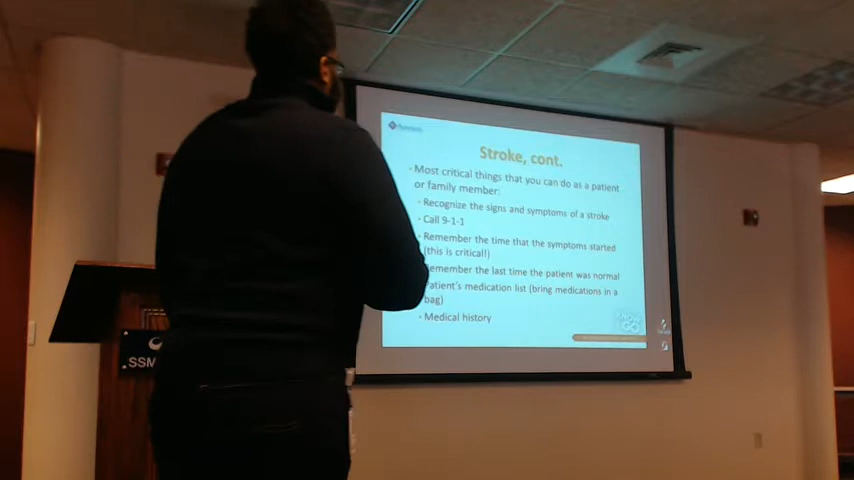 Stroke, cont.
• Most critical things that you can do as a patient
or family member:
• Recognize the signs and symptoms of a stroke
• Call 9-1-1
• Remember the time that the symptoms started
(this is critical!)
Remember the last time the patient was normal
Patient's medication list (bring medications in a
bag)
• Medical history
SSM